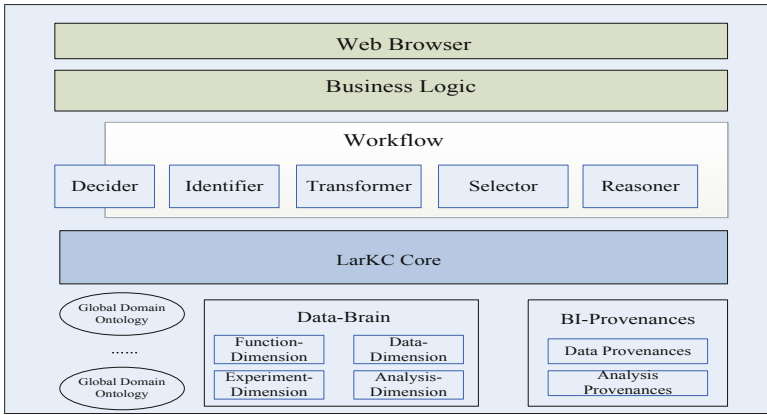 Web Browser
Business Logic
Workflow
Decider
Identifier
Transformer
Selector
Reasoner
LarKC Core
Global Domain
Ontology
......
Global Domain
Ontology
Data-Brain
Function-
Dimension
Data-
Dimension
Experiment-
Dimension
Analysis-
Dimension
BI-Provenances
Data Provenances
Analysis
Provenances